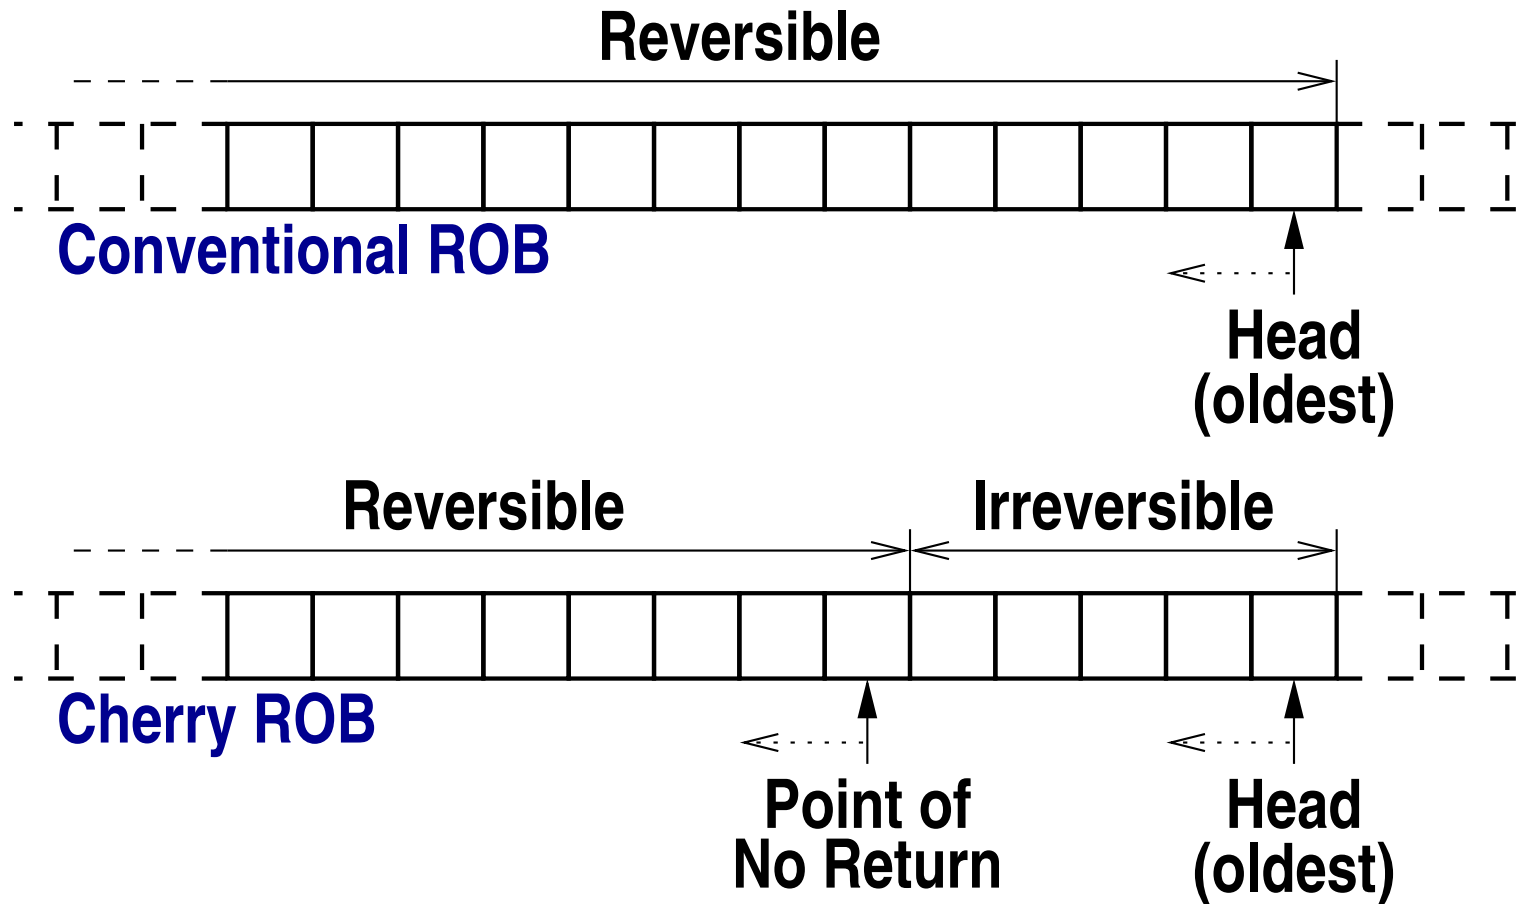 Reversible
Conventional ROB
Head
(oldest)
Reversible
Irreversible
Cherry ROB
Point of
No Return
Head
(oldest)